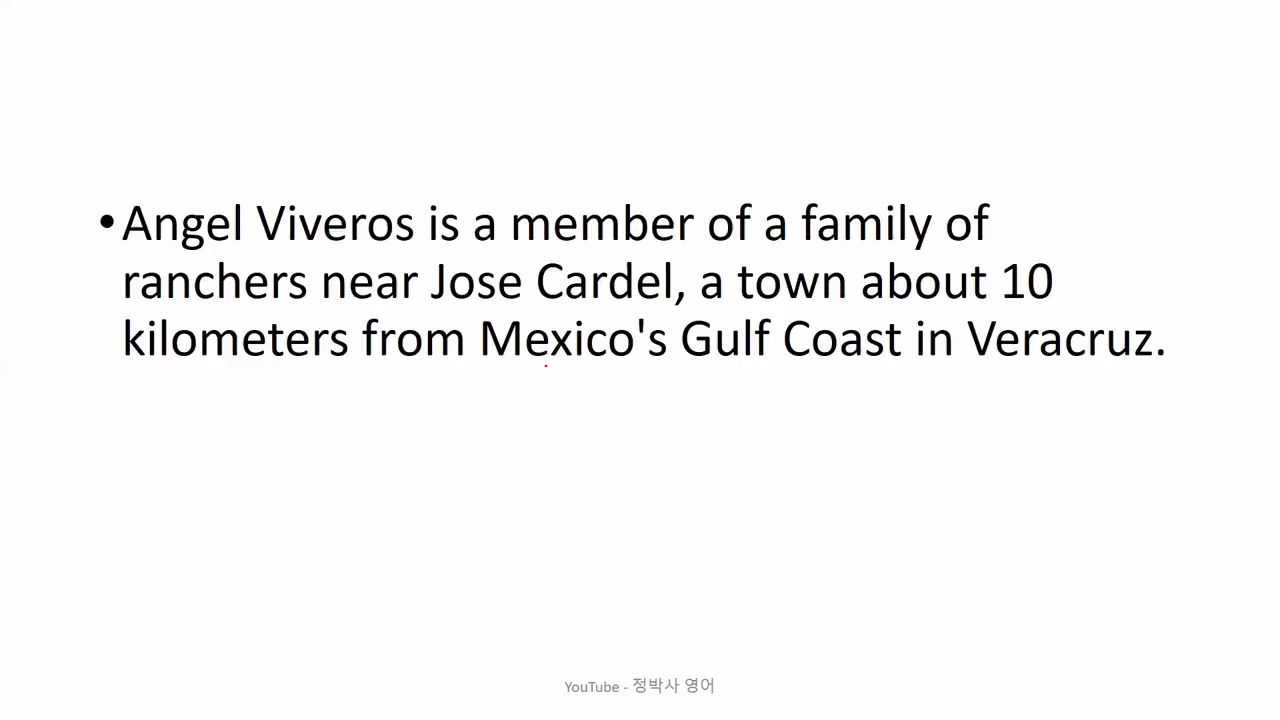 •Angel Viveros is a member of a family of
ranchers near Jose Cardel, a town about 10
kilometers from Mexico's Gulf Coast in Veracruz.
YouTube - 정박사 영어